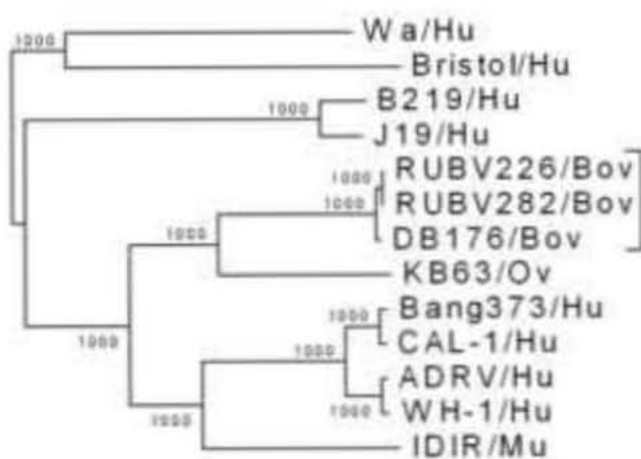 Wa/Hu
1000
Bristol/Hu
B219/Hu
1000
J19/Hu
RUBV226/Bov
1000
RUBV282/Bov
1000
DB176/Bov
1000
KB63/Ov
Bang373/Hu
1000
CAL-1/Hu
1000
1000
ADRV/Hu
WH-1/Hu
1000
1000
IDIR/Mu